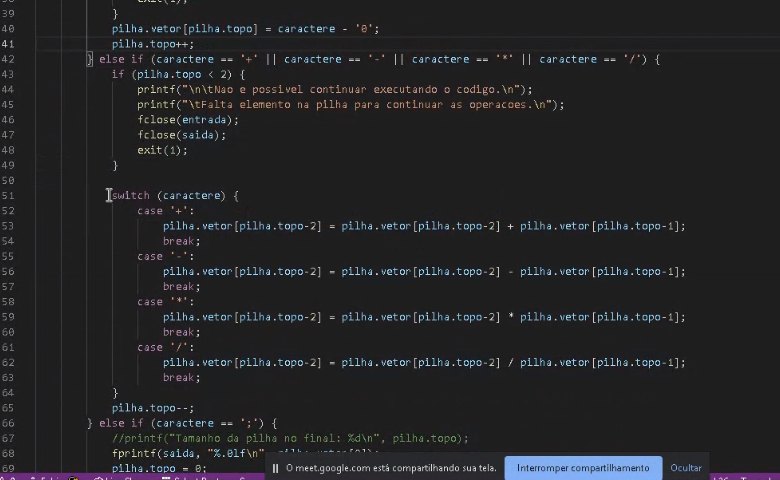 39 }
40 pilha.vetor[pilha.topo] = caractere - '0';
41 pilha.topo++;
42 } else if (caractere == '+' || caractere == '-' || caractere == '*' || caractere == '/') {
43 if (pilha.topo < 2) {
44 printf("\n\tNao e possivel continuar executando o codigo.\n");
45 printf("\tFalta elemento na pilha para continuar as operacoes.\n");
46 fclose(entrada);
47 fclose(saida);
48 exit(1);
49 }
50
51 switch (caractere) {
52 case '+':
53 pilha.vetor[pilha.topo-2] = pilha.vetor[pilha.topo-2] + pilha.vetor[pilha.topo-1];
54 break;
55 case '-':
56 pilha.vetor[pilha.topo-2] = pilha.vetor[pilha.topo-2] - pilha.vetor[pilha.topo-1];
57 break;
58 case '*':
59 pilha.vetor[pilha.topo-2] = pilha.vetor[pilha.topo-2] * pilha.vetor[pilha.topo-1];
60 break;
61 case '/':
62 pilha.vetor[pilha.topo-2] = pilha.vetor[pilha.topo-2] / pilha.vetor[pilha.topo-1];
63 break;
64 }
65 pilha.topo--;
66 } else if (caractere == ';') {
67 //printf("Tamanho da pilha no final: %d\n", pilha.topo);
68 fprintf(saida, "%.0lf\n"
69 pilha.topo = 0;
O meet.google.com está compartilhando sua tela. Interromper compartilhamento Ocultar